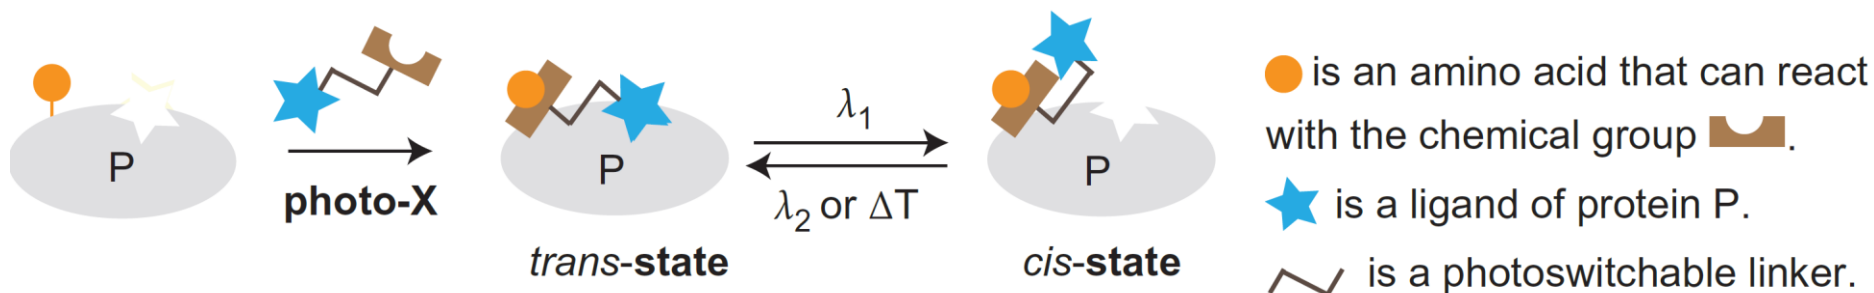 P
photo-X
P
trans-state
λ1
λ2 or ΔT
P
cis-state
is an amino acid that can react
with the chemical group .
is a ligand of protein P.
is a photoswitchable linker.